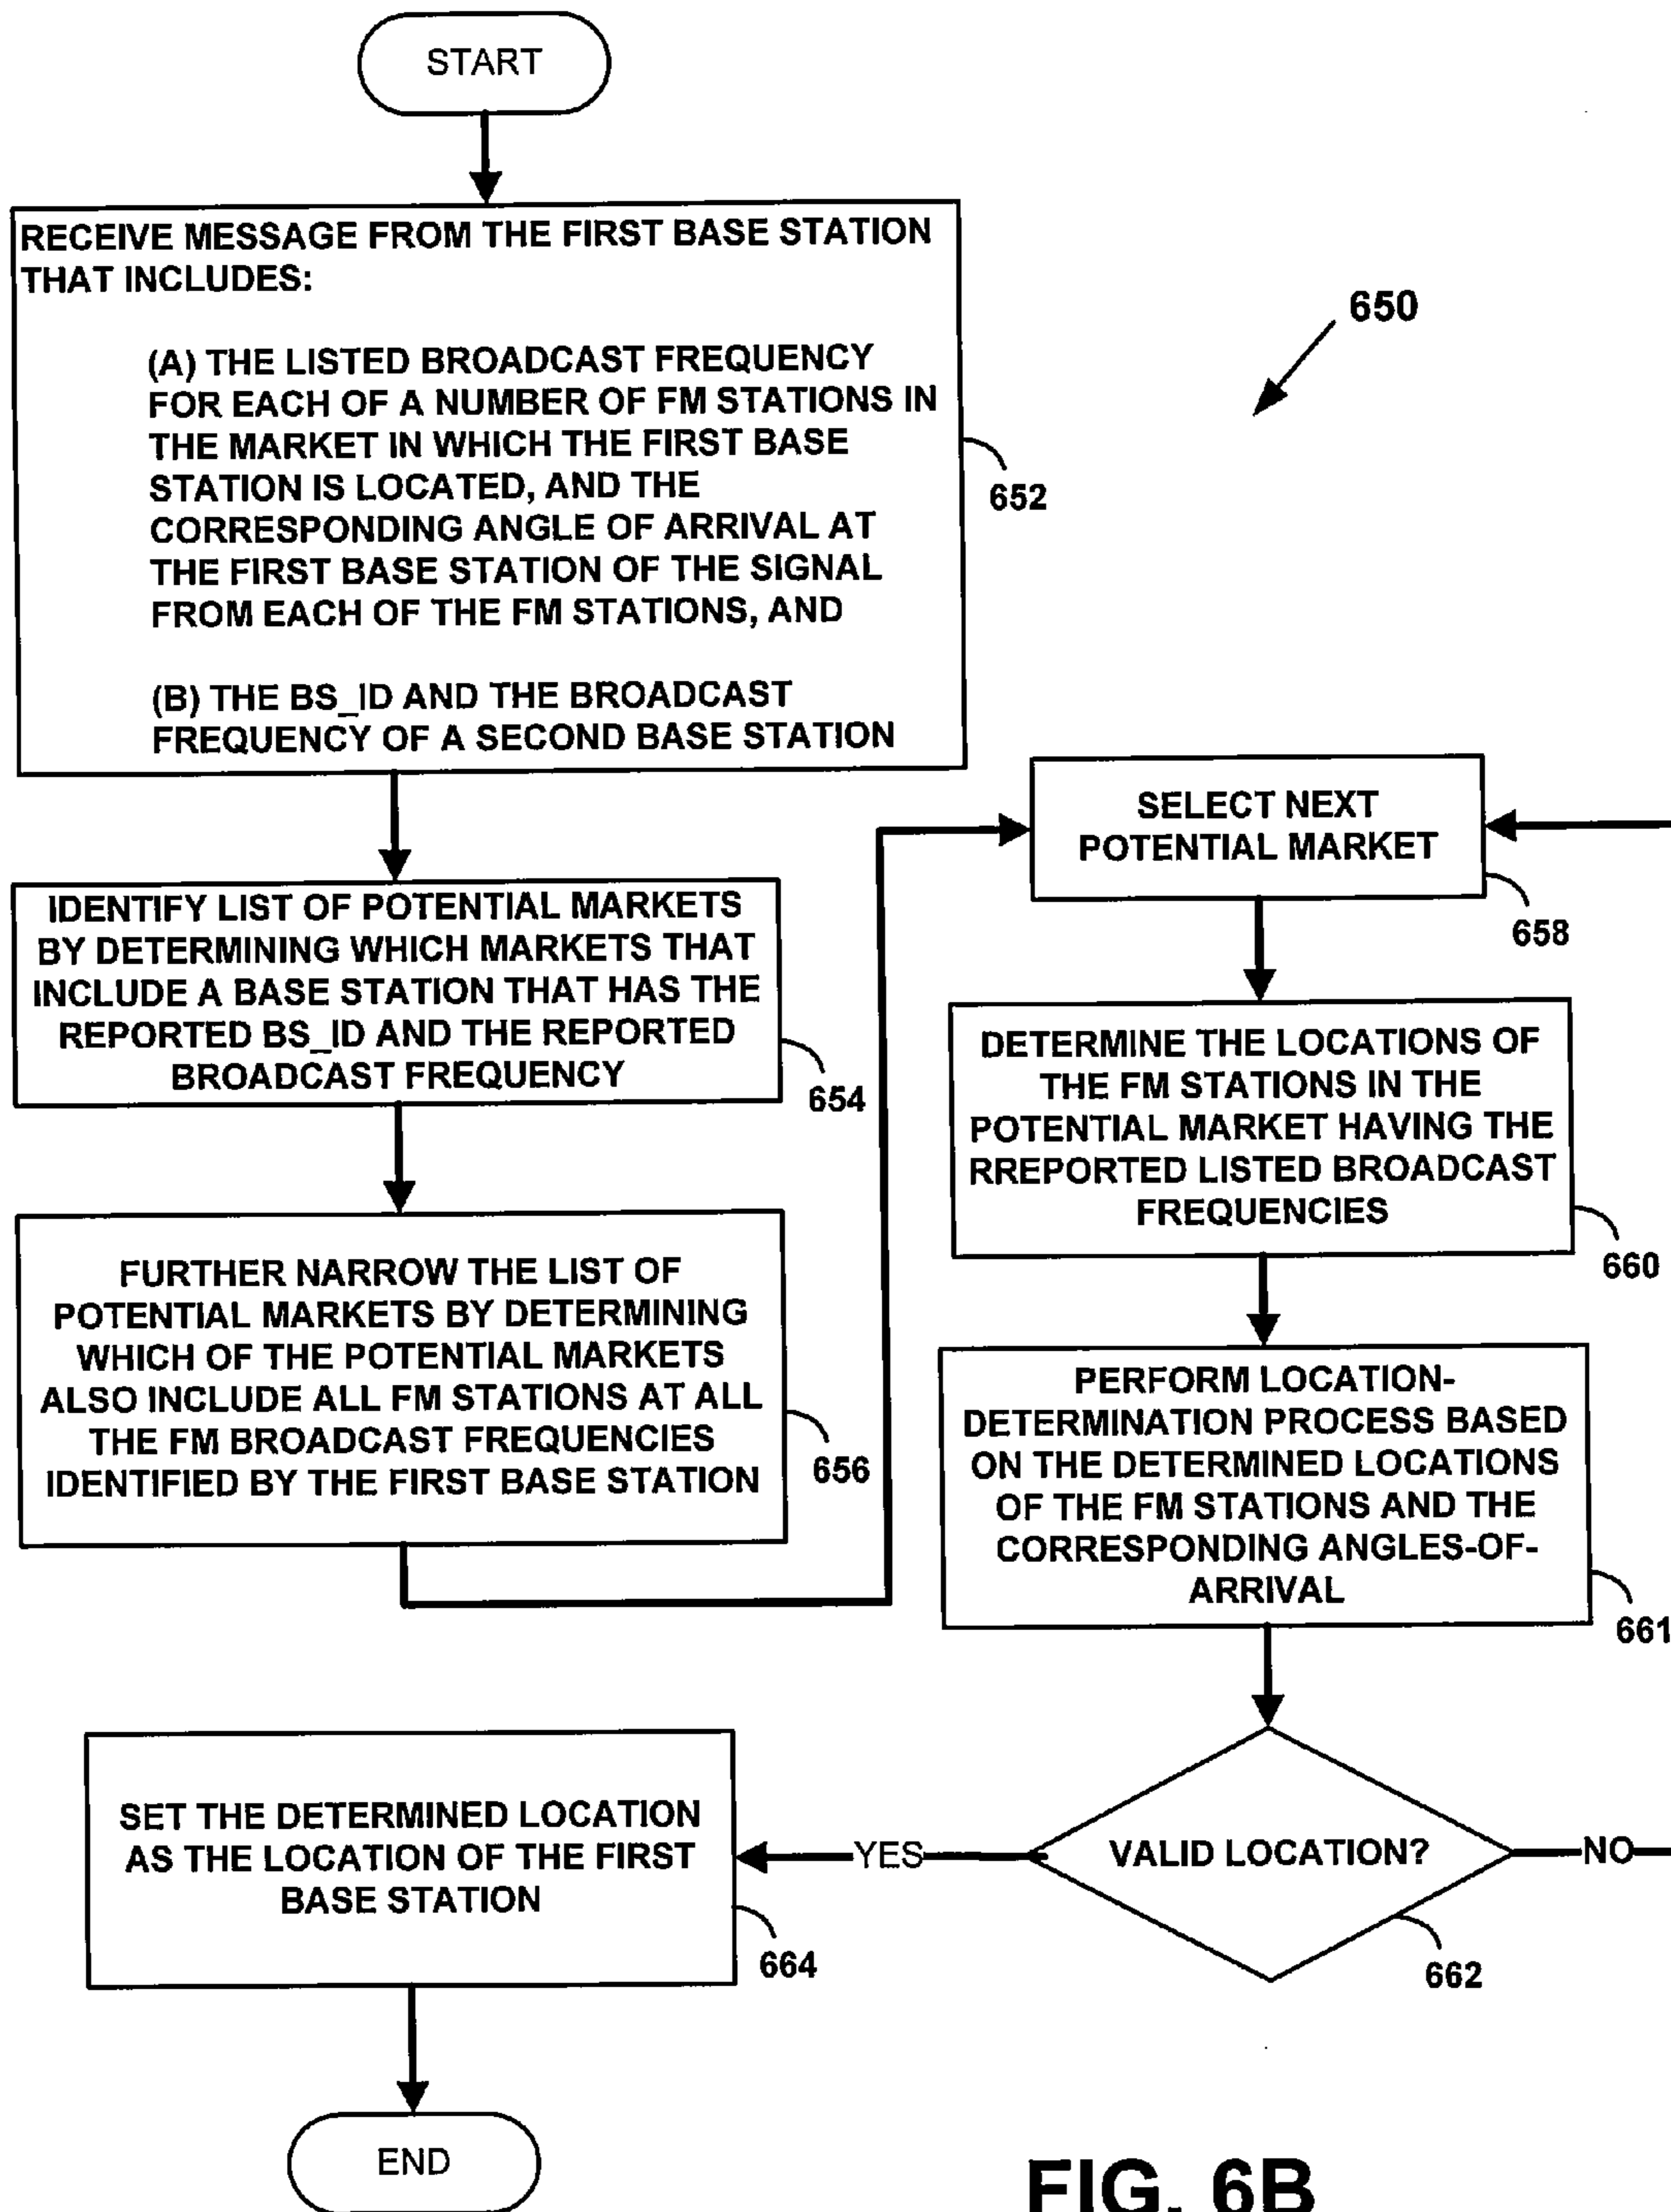 START
RECEIVE MESSAGE FROM THE FIRST BASE STATION
THAT INCLUDES:
(A) THE LISTED BROADCAST FREQUENCY
FOR EACH OF A NUMBER OF FM STATIONS IN
THE MARKET IN WHICH THE FIRST BASE
STATION IS LOCATED, AND THE
CORRESPONDING ANGLE OF ARRIVAL AT
THE FIRST BASE STATION OF THE SIGNAL
FROM EACH OF THE FM STATIONS, AND
(B) THE BS_ID AND THE BROADCAST
FREQUENCY OF A SECOND BASE STATION
652
650
IDENTIFY LIST OF POTENTIAL MARKETS
BY DETERMINING WHICH MARKETS THAT
INCLUDE A BASE STATION THAT HAS THE
REPORTED BS_ID AND THE REPORTED
BROADCAST FREQUENCY
654
FURTHER NARROW THE LIST OF
POTENTIAL MARKETS BY DETERMINING
WHICH OF THE POTENTIAL MARKETS
ALSO INCLUDE ALL FM STATIONS AT ALL
THE FM BROADCAST FREQUENCIES
IDENTIFIED BY THE FIRST BASE STATION
656
SELECT NEXT
POTENTIAL MARKET
658
DETERMINE THE LOCATIONS OF
THE FM STATIONS IN THE
POTENTIAL MARKET HAVING THE
RREPORTED LISTED BROADCAST
FREQUENCIES
660
PERFORM LOCATION-
DETERMINATION PROCESS BASED
ON THE DETERMINED LOCATIONS
OF THE FM STATIONS AND THE
CORRESPONDING ANGLES-OF-
ARRIVAL
661
VALID LOCATION?
662
YES
NO
SET THE DETERMINED LOCATION
AS THE LOCATION OF THE FIRST
BASE STATION
664
END
FIG. 6B